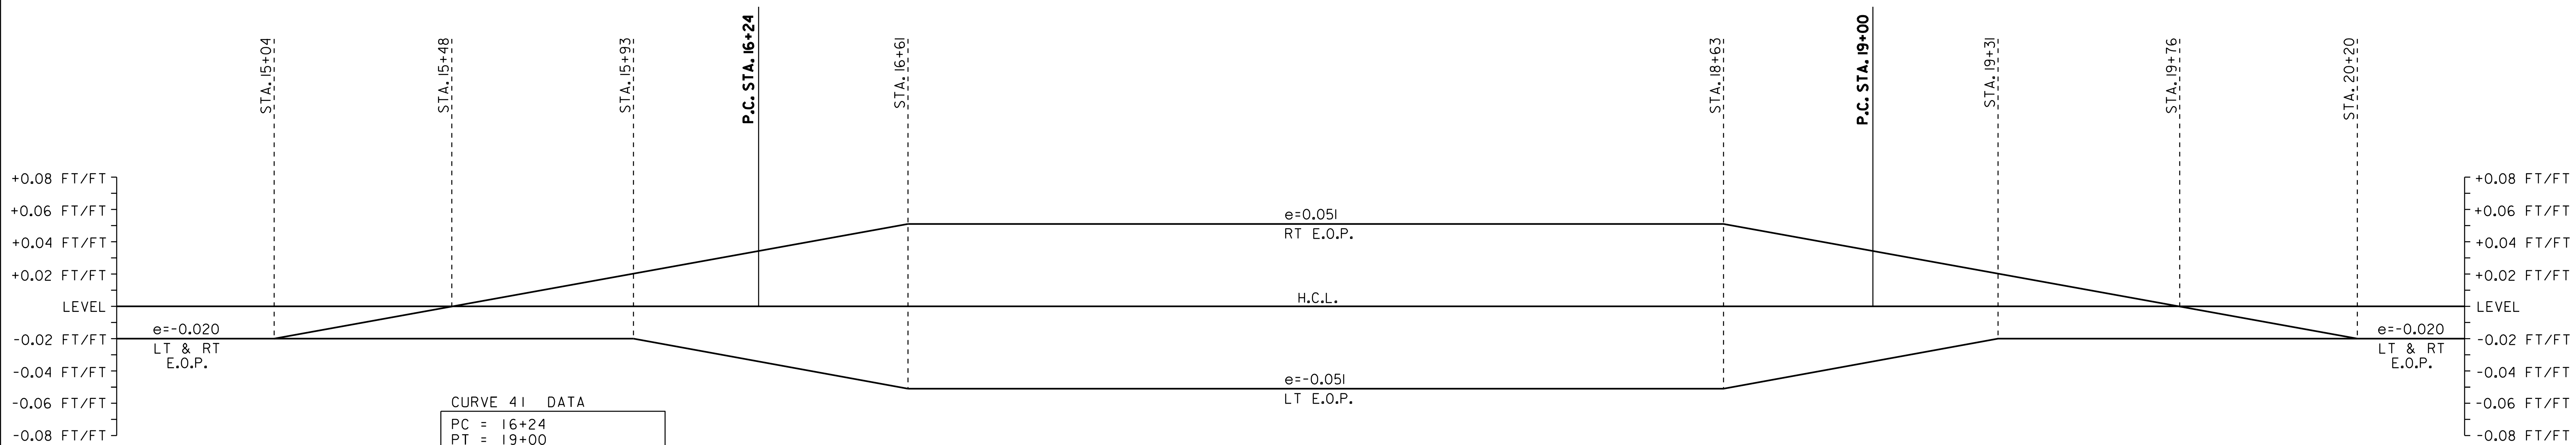 STA. 15+04
STA. 15+48
STA. 15+93
P.C. STA. 16+24
STA. 16+61
STA. 18+63
P.C. STA. 19+00
STA. 19+31
STA. 19+76
STA. 20+20
+0.08 FT/FT
+0.06 FT/FT
+0.04 FT/FT
+0.02 FT/FT
LEVEL
-0.02 FT/FT
-0.04 FT/FT
-0.06 FT/FT
-0.08 FT/FT
e=-0.020
LT & RT
E.O.P.
e=0.051
RT E.O.P.
H.C.L.
e=-0.051
LT E.O.P.
+0.08 FT/FT
+0.06 FT/FT
+0.04 FT/FT
+0.02 FT/FT
LEVEL
-0.02 FT/FT
-0.04 FT/FT
-0.06 FT/FT
-0.08 FT/FT
e=-0.020
LT & RT
E.O.P.
CURVE 41 DATA
PC = 16+24
PT = 19+00